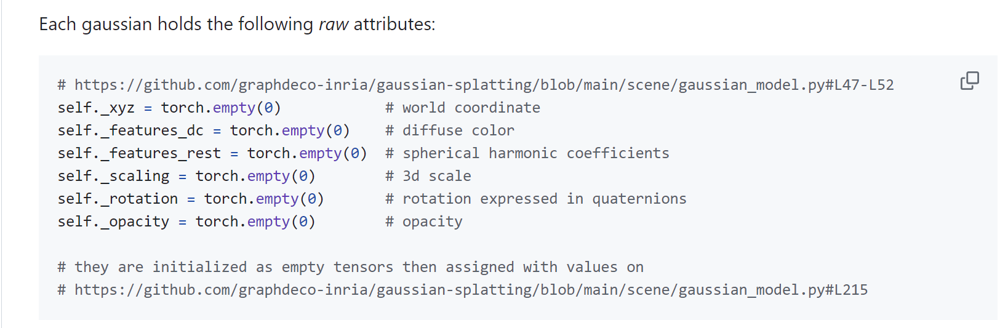 Each gaussian holds the following raw attributes:
# https://github.com/graphdeco-inria/gaussian-splatting/blob/main/scene/gaussian_model.py#L47-L52
self._xyz = torch.empty(0)            # world coordinate
self._features_dc = torch.empty(0)    # diffuse color
self._features_rest = torch.empty(0)  # spherical harmonic coefficients
self._scaling = torch.empty(0)        # 3d scale
self._rotation = torch.empty(0)       # rotation expressed in quaternions
self._opacity = torch.empty(0)        # opacity
# they are initialized as empty tensors then assigned with values on
# https://github.com/graphdeco-inria/gaussian-splatting/blob/main/scene/gaussian_model.py#L215